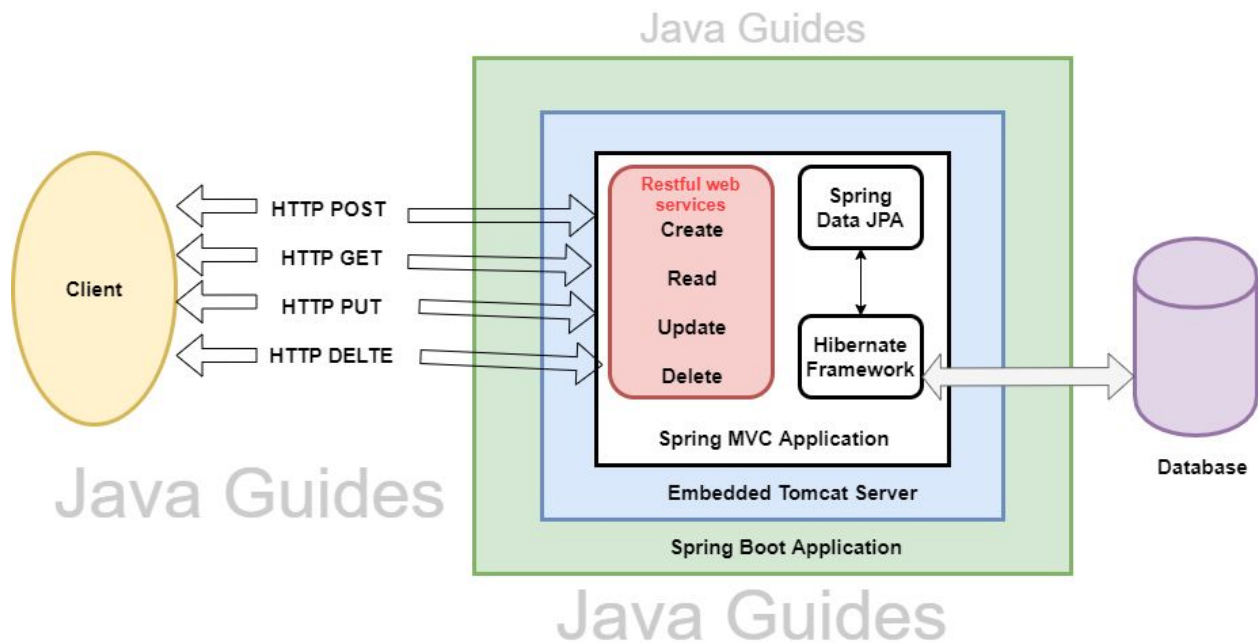 Java Guides
Restful web
services
Create
Read
Update
Delete
Spring
Data JPA
Hibernate
Framework
HTTP POST
HTTP GET
HTTP PUT
HTTP DELTE
Client
Spring MVC Application
Embedded Tomcat Server
Spring Boot Application
Database
Java Guides
Java Guides